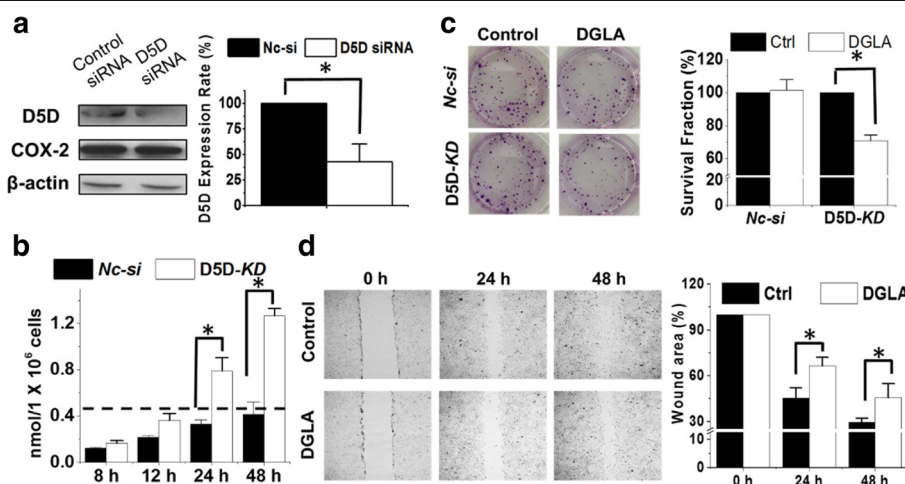 a
Control siRNA
D5D siRNA
D5D
COX-2
β-actin
Nc-si
D5D siRNA
D5D Expression Rate (%)
100
75
50
25
0
*
b
Nc-si
D5D-KD
nmol/1 X 10⁶ cells
1.2
0.8
0.4
0.0
*
*
8 h 12 h 24 h 48 h
c
Control DGLA
Nc-si
D5D-KD
Ctrl
DGLA
Survival Fraction (%)
120
100
80
60
20
0
*
Nc-si D5D-KD
d
0 h 24 h 48 h
Control
DGLA
Ctrl
DGLA
Wound area (%)
120
90
60
30
10
0
*
*
0 h 24 h 48 h